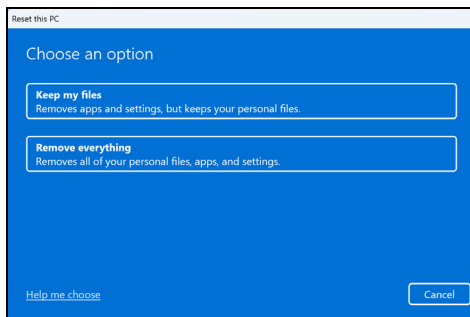 Reset this PC
Choose an option
Keep my files
Removes apps and settings, but keeps your personal files.
Remove everything
Removes all of your personal files, apps, and settings.
Help me choose
Cancel